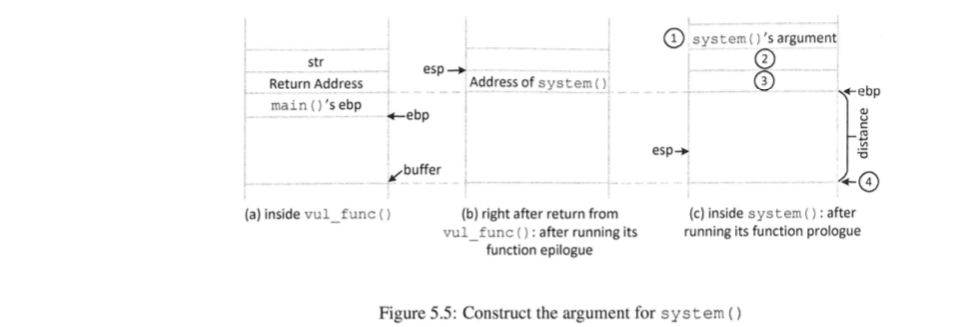 ① system()'s argument
str
②
esp
Return Address
Address of system()
③
main()'s ebp
ebp
ebp
distance
esp
buffer
④
(a) inside vul_func()
(b) right after return from
vul_func(): after running its
function epilogue
(c) inside system(): after
running its function prologue
Figure 5.5: Construct the argument for system()